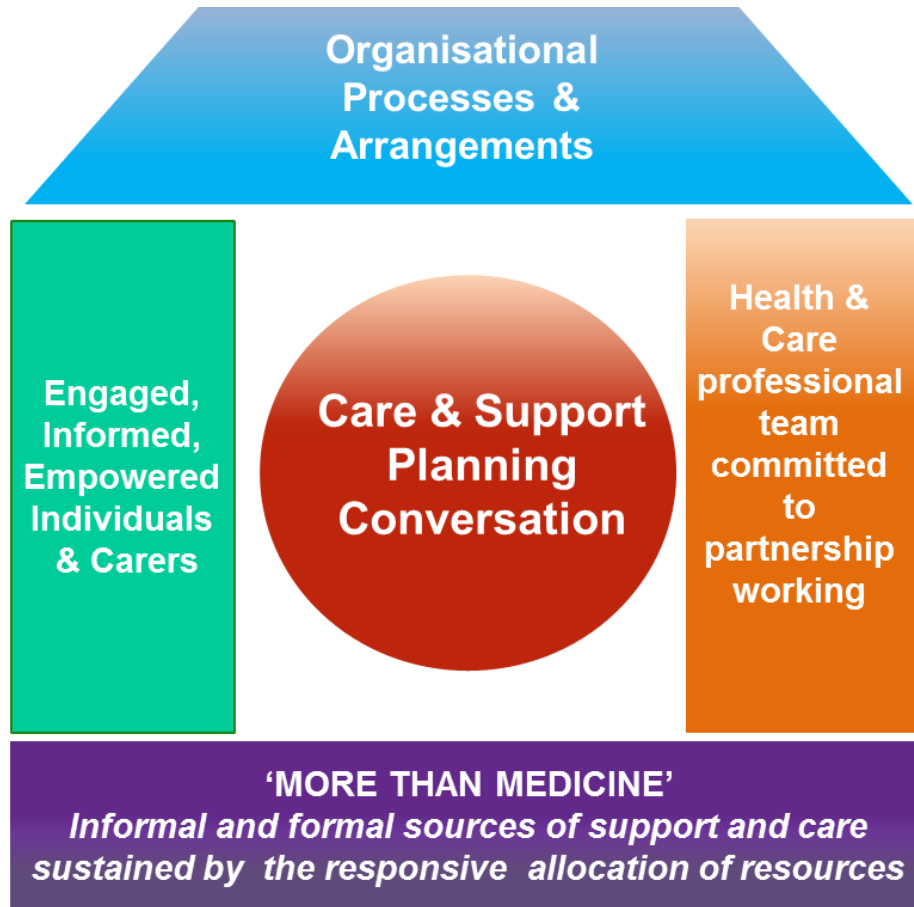 Organisational
Processes &
Arrangements
Engaged,
Informed,
Empowered
Individuals
& Carers
Care & Support
Planning
Conversation
Health &
Care
professional
team
committed
to
partnership
working
‘MORE THAN MEDICINE’
Informal and formal sources of support and care
sustained by the responsive allocation of resources